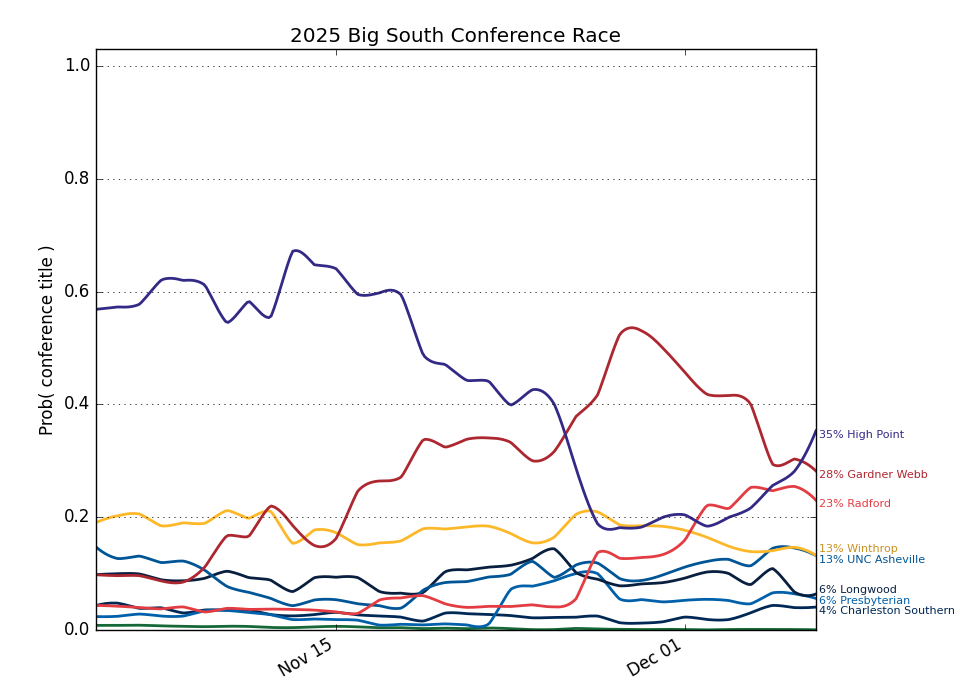 2025 Big South Conference Race
Prob( conference title )
1.0
0.8
0.6
0.4
0.2
0.0
Nov 15
Dec 01
35% High Point
28% Gardner Webb
23% Radford
13% Winthrop
13% UNC Asheville
6% Longwood
6% Presbyterian
4% Charleston Southern